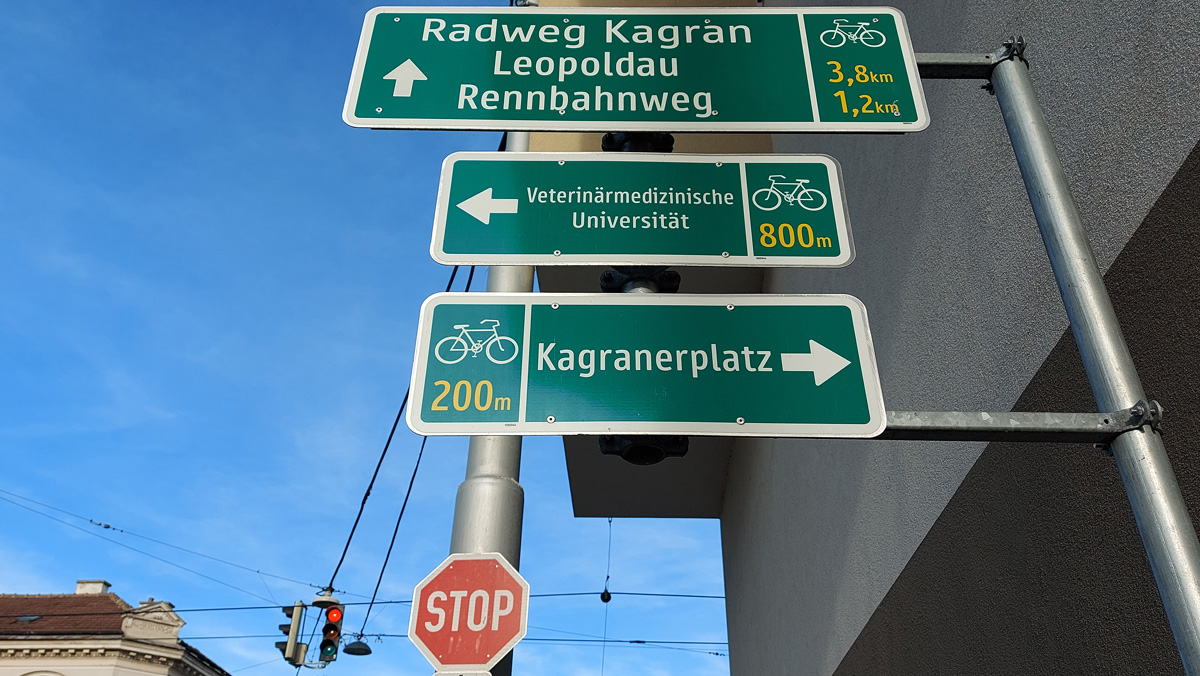 Radweg Kagran
Leopoldau 3,8km
Rennbahnweg 1,2km
Veterinärmedizinische
Universität
800m
Kagranerplatz
200m
STOP